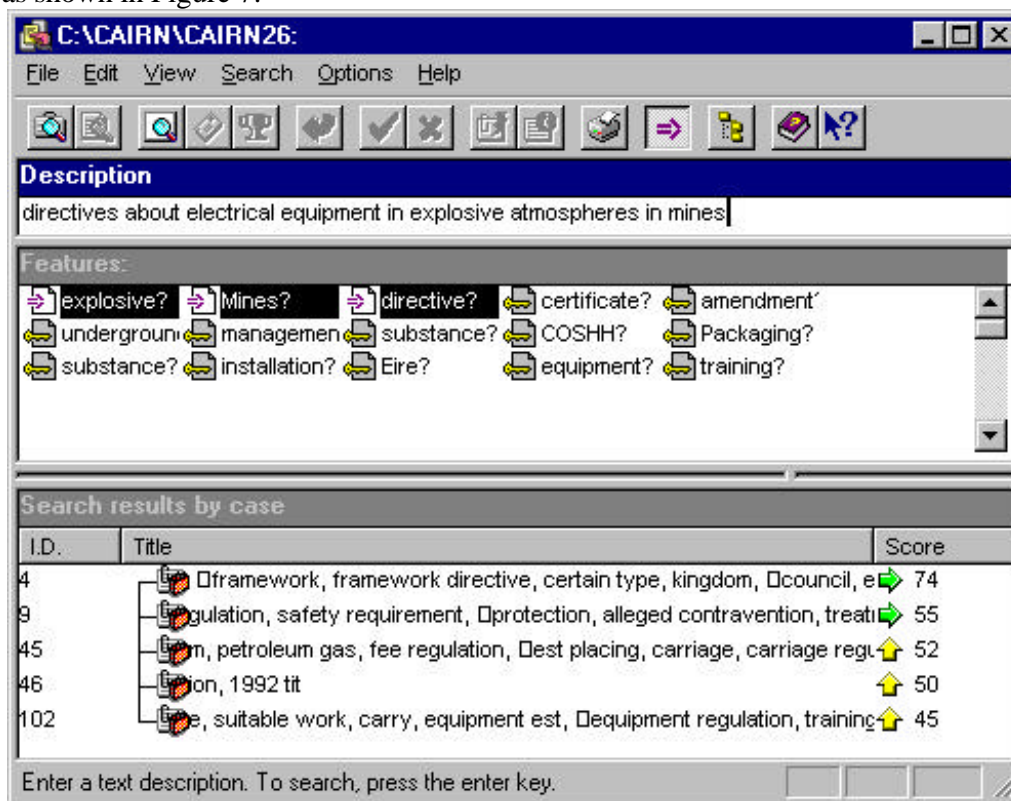 as shown in Figure 7.
C:\CAIRN\CAIRN26:
File Edit View Search Options Help
Description
directives about electrical equipment in explosive atmospheres in mines
Features:
explosive? Mines? directive? certificate? amendment
undergroun managemen substance? COSHH? Packaging?
substance? installation? Eire? equipment? training?
Search results by case
I.D. Title Score
4 □framework, framework directive, certain type, kingdom, □council, e 74
9 gulation, safety requirement, □protection, alleged contravention, treat 55
45 m, petroleum gas, fee regulation, □est placing, carriage, carriage regu 52
46 ion, 1992 tit 50
102 e, suitable work, carry, equipment est, □equipment regulation, training 45
Enter a text description. To search, press the enter key.